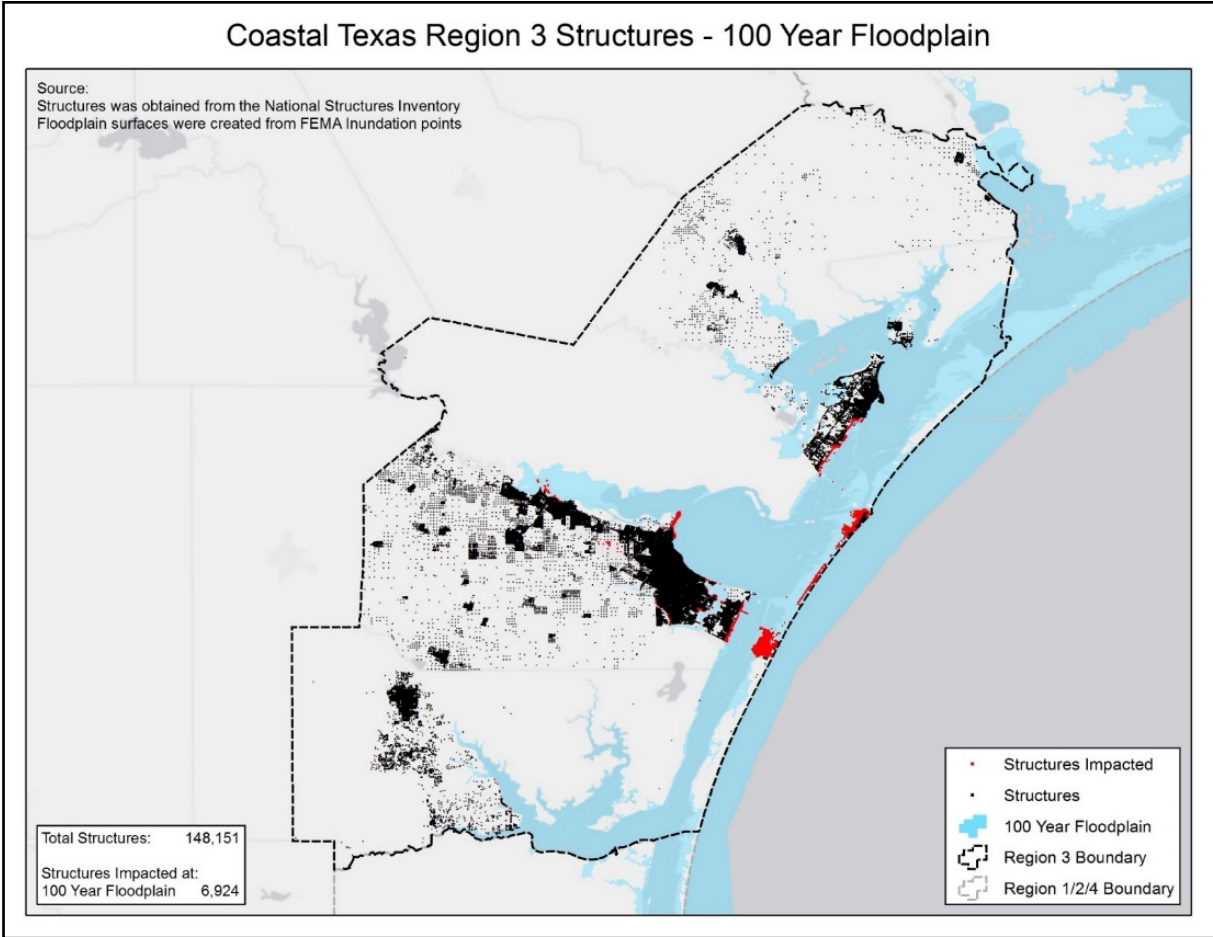 Coastal Texas Region 3 Structures - 100 Year Floodplain
Source:
Structures was obtained from the National Structures Inventory
Floodplain surfaces were created from FEMA Inundation points
Structures Impacted
Structures
100 Year Floodplain
Region 3 Boundary
Region 1/2/4 Boundary
Total Structures: 148,151
Structures Impacted at:
100 Year Floodplain 6,924